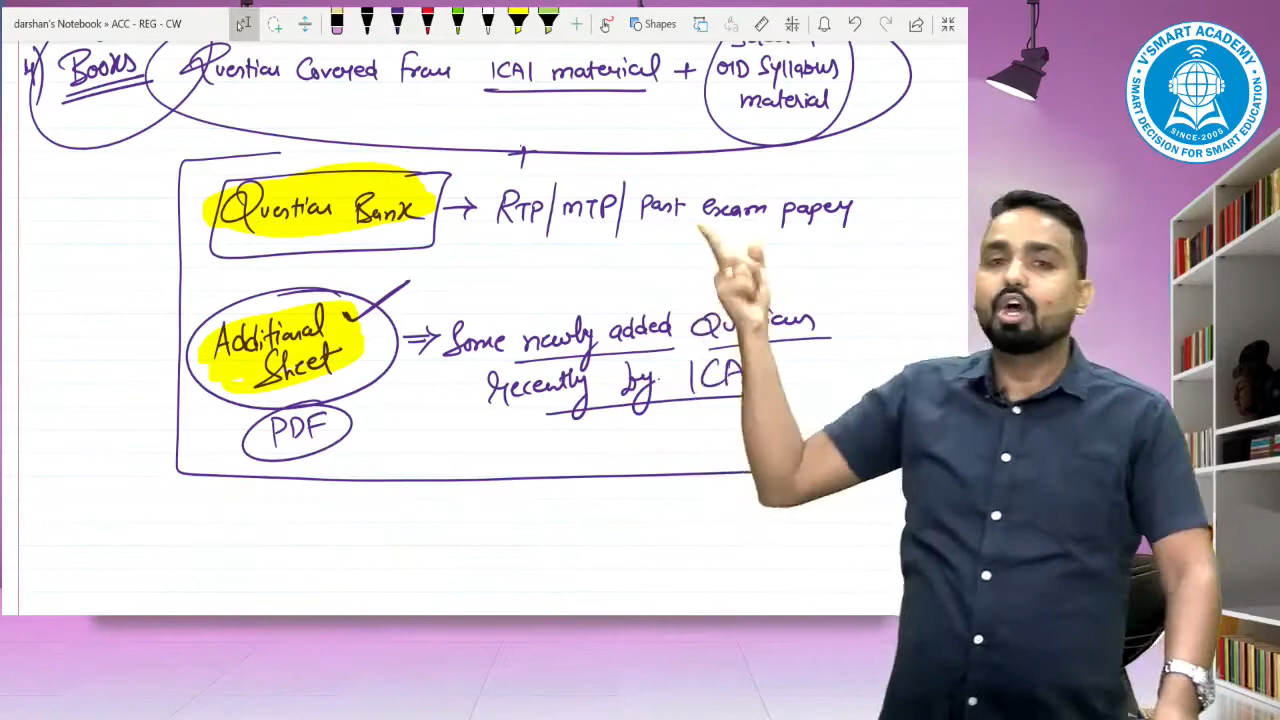 darshan's Notebook » ACC - REG - CW
Shapes
4) Books Question Covered from ICAI material +
Old Syllabus
material
Question Bank → RTP/MTP/ Past exam papers
Additional
Sheet
⇒ Some newly added Questions
recently by ICA
PDF
V'SMART ACADEMY
SINCE-2005
SMART DECISION FOR SMART EDUCATION